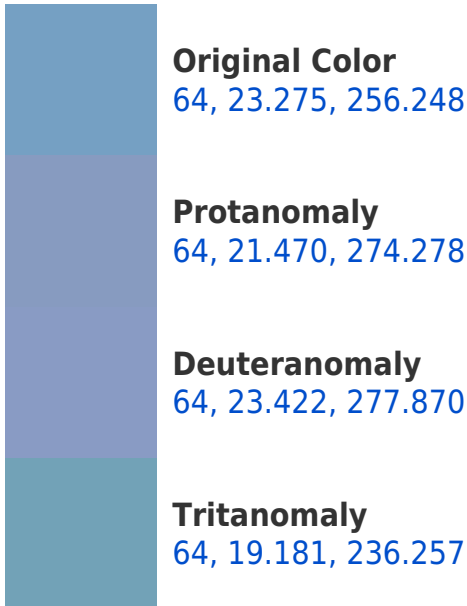 Original Color
64, 23.275, 256.248
Protanomaly
64, 21.470, 274.278
Deuteranomaly
64, 23.422, 277.870
Tritanomaly
64, 19.181, 236.257